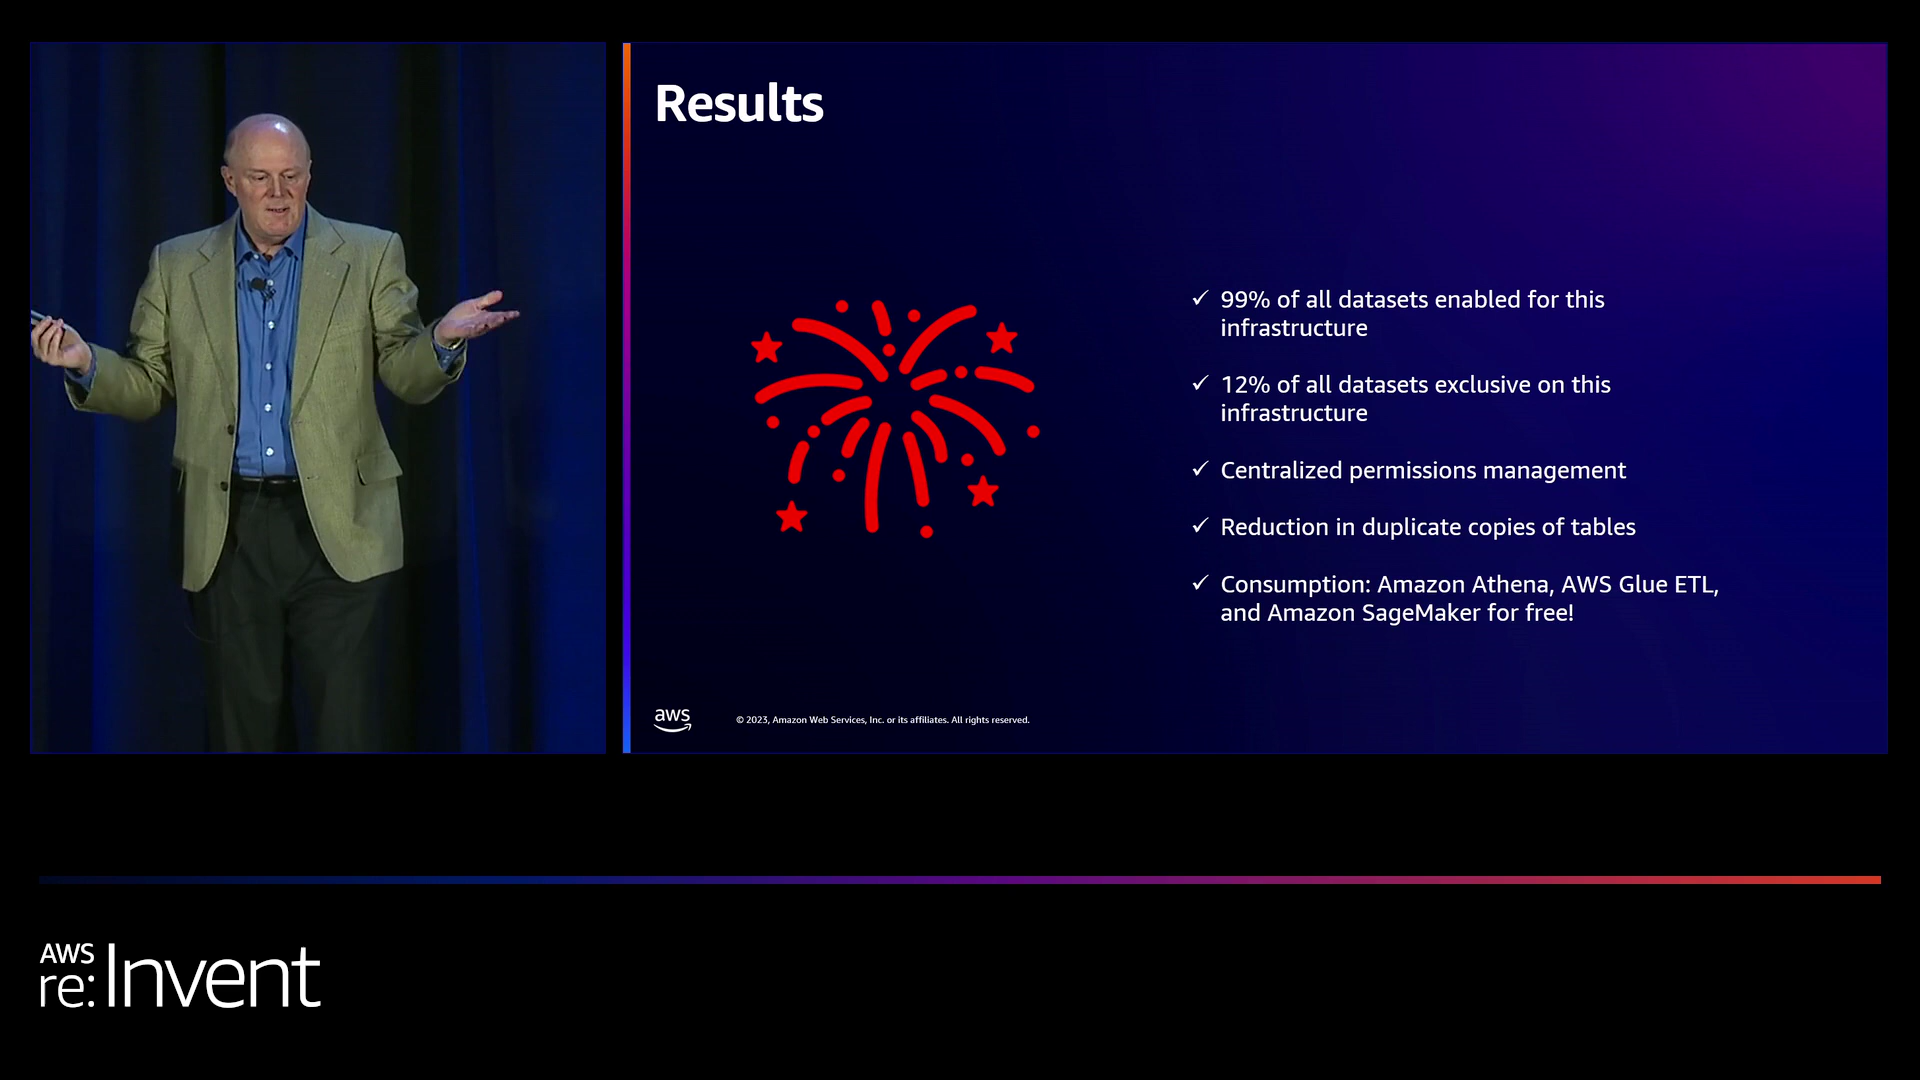 Results
✓ 99% of all datasets enabled for this
infrastructure
✓ 12% of all datasets exclusive on this
infrastructure
✓ Centralized permissions management
✓ Reduction in duplicate copies of tables
✓ Consumption: Amazon Athena, AWS Glue ETL,
and Amazon SageMaker for free!
aws
© 2023, Amazon Web Services, Inc. or its affiliates. All rights reserved.
AWS
re:Invent